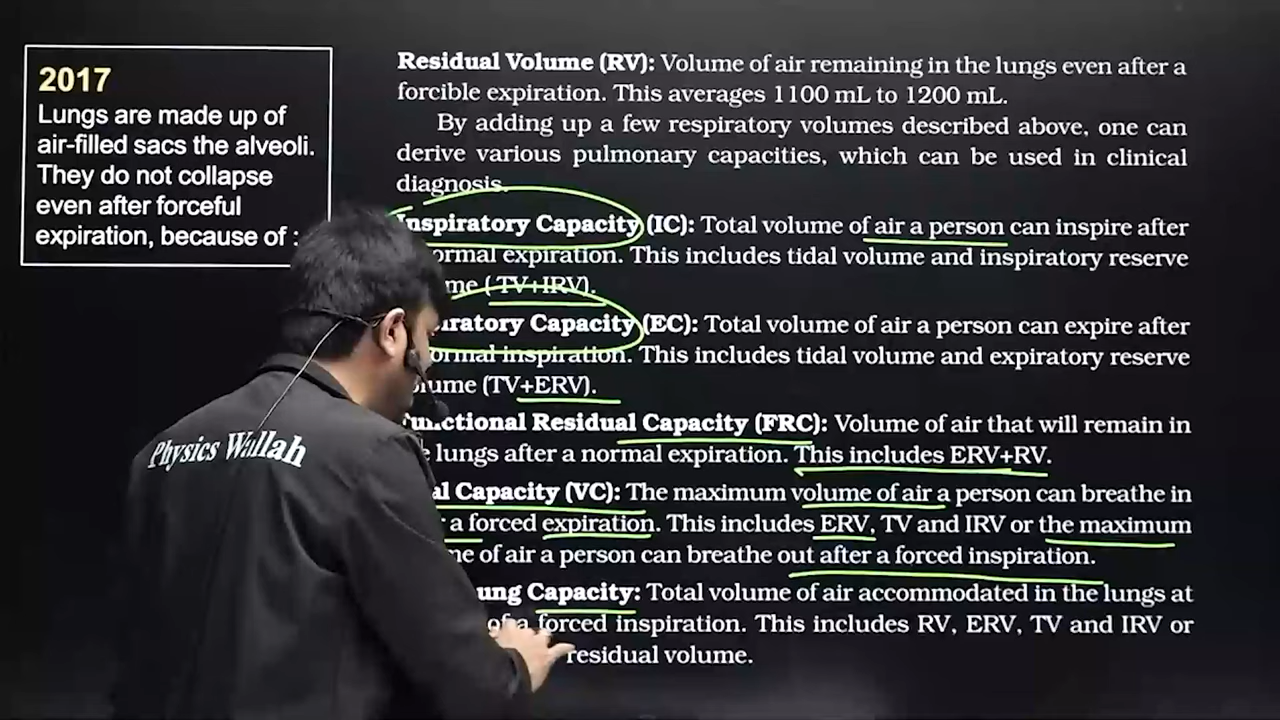 2017
Lungs are made up of
air-filled sacs the alveoli.
They do not collapse
even after forceful
expiration, because of :
Residual Volume (RV): Volume of air remaining in the lungs even after a
forcible expiration. This averages 1100 mL to 1200 mL.
By adding up a few respiratory volumes described above, one can
derive various pulmonary capacities, which can be used in clinical
diagnosis.
Inspiratory Capacity (IC): Total volume of air a person can inspire after
normal expiration. This includes tidal volume and inspiratory reserve
(TV+IRV).
Capacity (EC): Total volume of air a person can expire after
normal inspiration. This includes tidal volume and expiratory reserve
volume (TV+ERV).
Functional Residual Capacity (FRC): Volume of air that will remain in
lungs after a normal expiration. This includes ERV+RV.
Capacity (VC): The maximum volume of air a person can breathe in
a forced expiration. This includes ERV, TV and IRV or the maximum
of air a person can breathe out after a forced inspiration.
Capacity: Total volume of air accommodated in the lungs at
of a forced inspiration. This includes RV, ERV, TV and IRV or
residual volume.
Physics Wallah